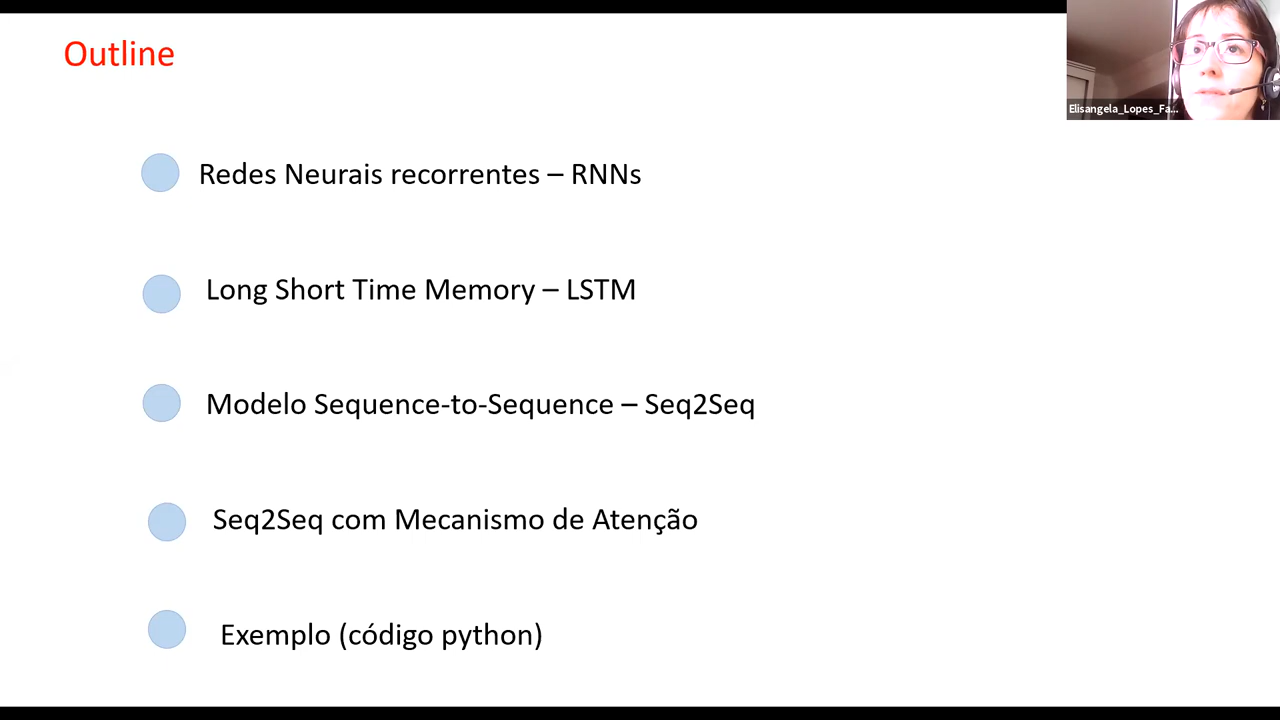 Outline
Elisangela_Lopes_Fa...
Redes Neurais recorrentes – RNNs
Long Short Time Memory – LSTM
Modelo Sequence-to-Sequence – Seq2Seq
Seq2Seq com Mecanismo de Atenção
Exemplo (código python)